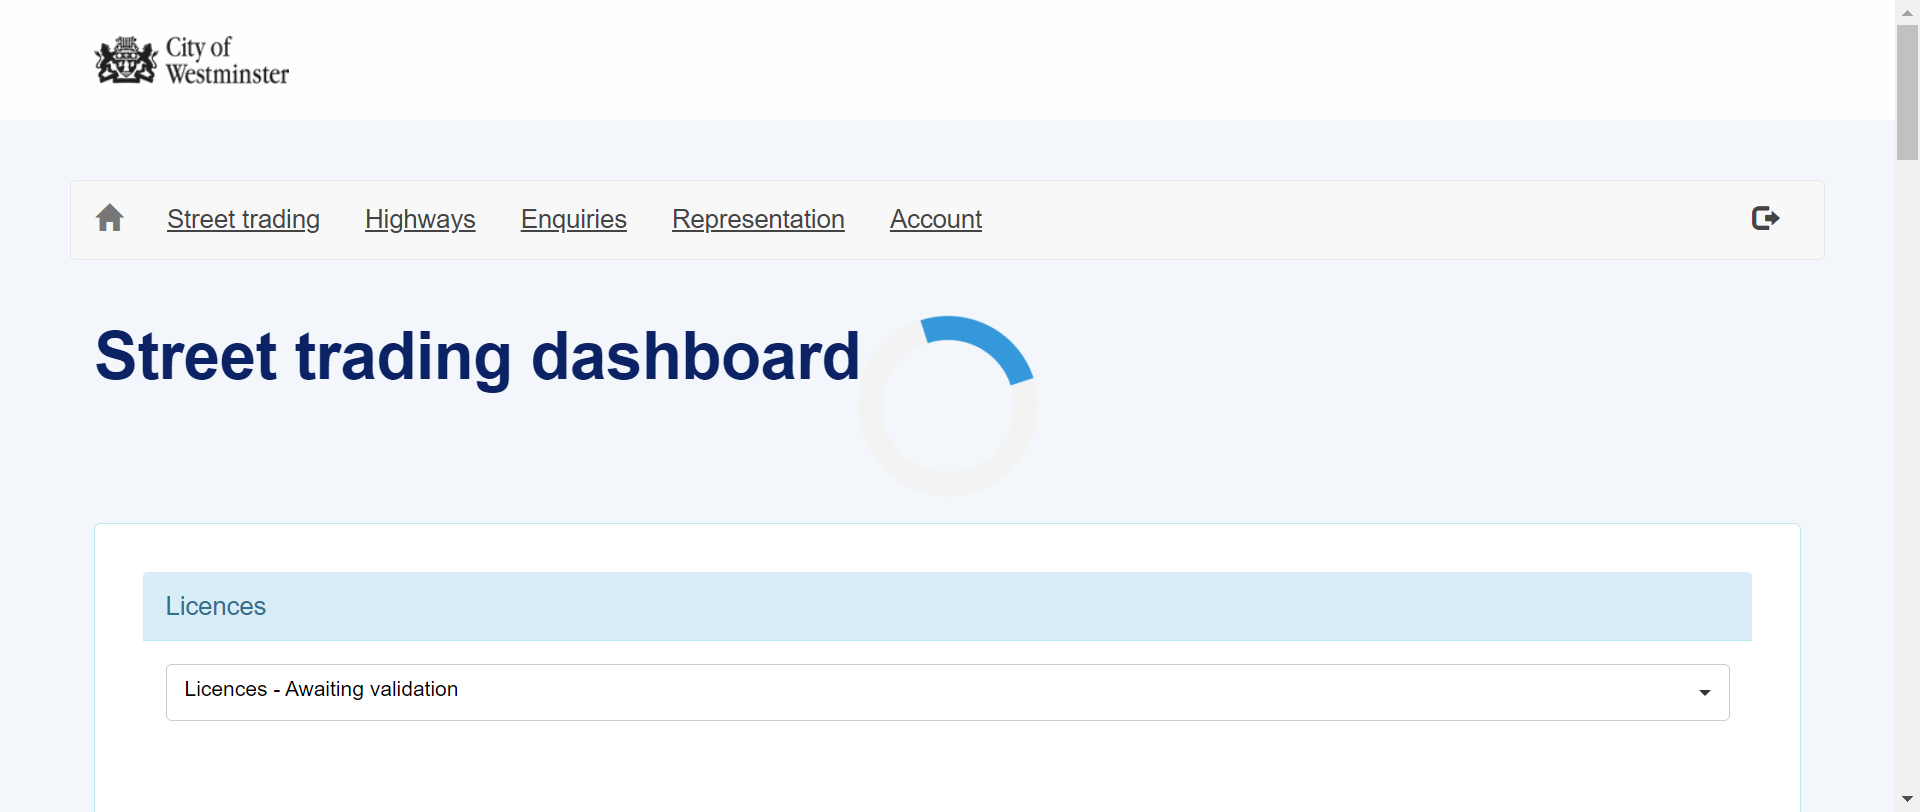 City of
Westminster
Street trading Highways Enquiries Representation Account
Street trading dashboard
Licences
Licences - Awaiting validation